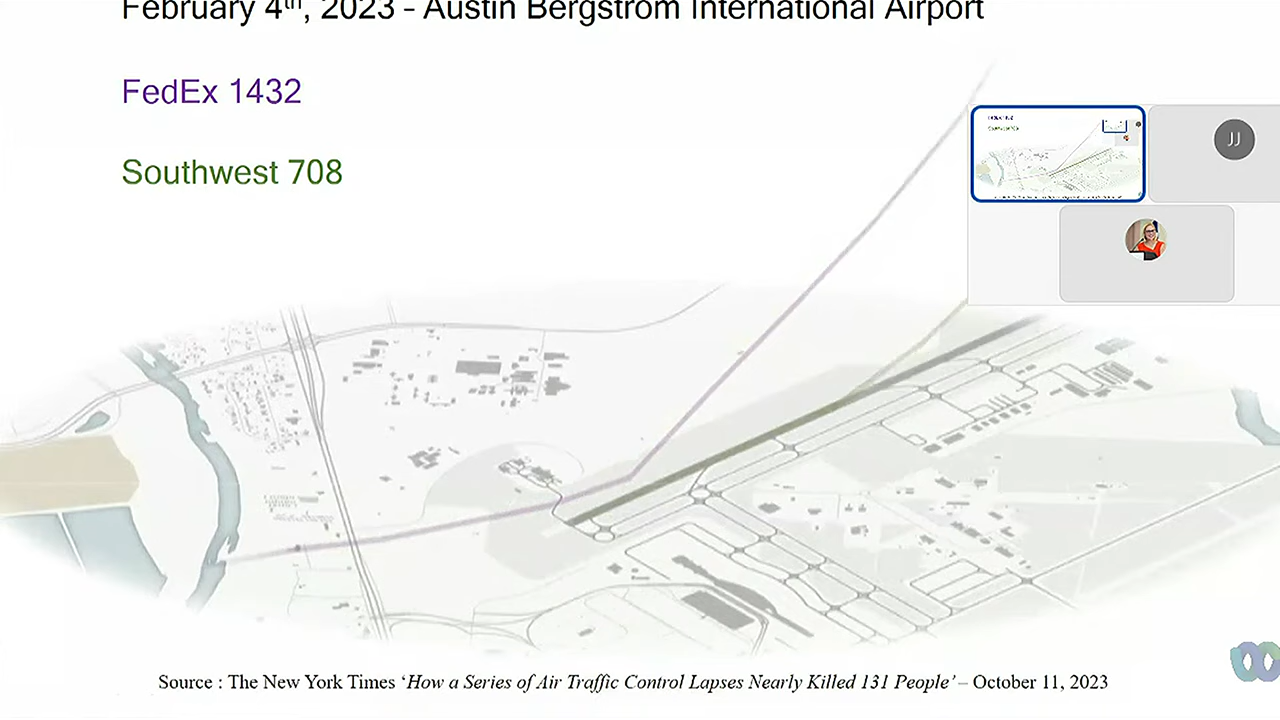 February 4th, 2023 - Austin Bergstrom International Airport
FedEx 1432
JJ
Southwest 708
Source : The New York Times ‘How a Series of Air Traffic Control Lapses Nearly Killed 131 People’ – October 11, 2023